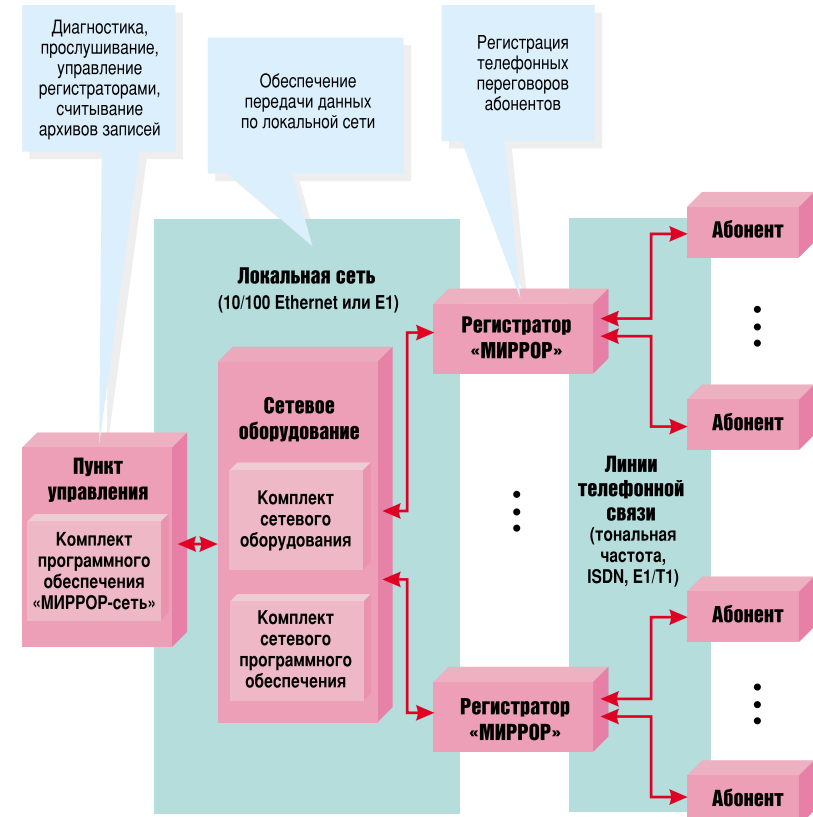 Диагностика,
прослушивание,
управление
регистраторами,
считывание
архивов записей
Обеспечение
передачи данных
по локальной сети
Регистрация
телефонных
переговоров
абонентов
Локальная сеть
(10/100 Ethernet или E1)
Сетевое
оборудование
Комплект
сетевого
оборудования
Комплект
сетевого
программного
обеспечения
Пункт
управления
Комплект
программного
обеспечения
«МИРРОР-сеть»
Регистратор
«МИРРОР»
Регистратор
«МИРРОР»
Линии
телефонной
связи
(тональная
частота,
ISDN, E1/T1)
Абонент
Абонент
Абонент
Абонент